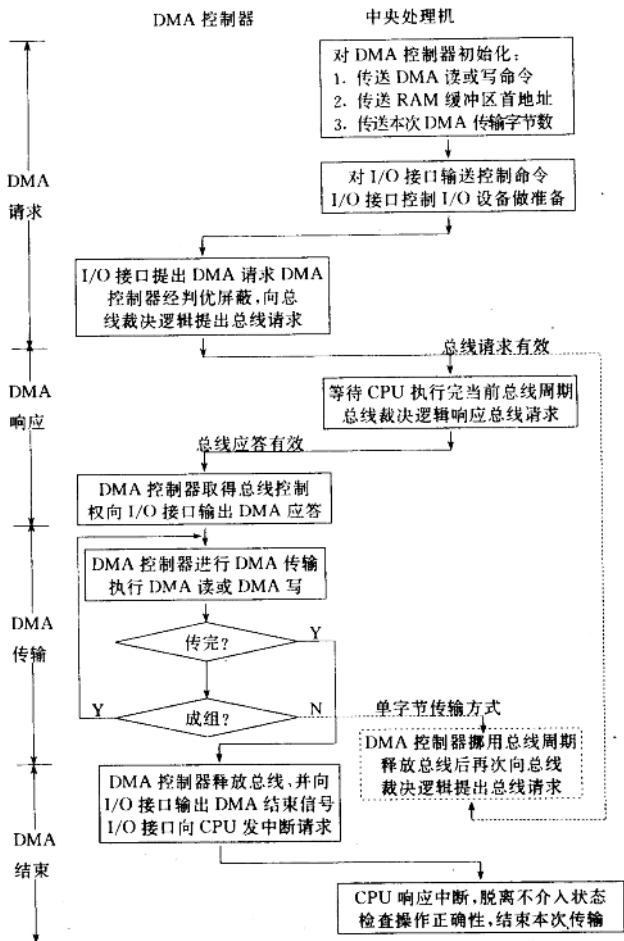 DMA 控制器
中央处理机
对 DMA 控制器初始化:
1. 传送 DMA 读或写命令
2. 传送 RAM 缓冲区首地址
3. 传送本次 DMA 传输字节数
对 I/O 接口输送控制命令
I/O 接口控制 I/O 设备做准备
DMA
请求
I/O 接口提出 DMA 请求 DMA
控制器经判优屏蔽,向总
线裁决逻辑提出总线请求
总线请求有效
DMA
响应
等待 CPU 执行完当前总线周期
总线裁决逻辑响应总线请求
总线应答有效
DMA 控制器取得总线控制
权向 I/O 接口输出 DMA 应答
DMA 控制器进行 DMA 传输
执行 DMA 读或 DMA 写
DMA
传输
传完?
Y
Y
成组?
N
单字节传输方式
DMA 控制器挪用总线周期
释放总线后再次向总线
裁决逻辑提出总线请求
DMA 控制器释放总线、并向
I/O 接口输出 DMA 结束信号
I/O 接口向 CPU 发中断请求
DMA
结束
CPU 响应中断,脱离不介入状态
检查操作正确性,结束本次传输